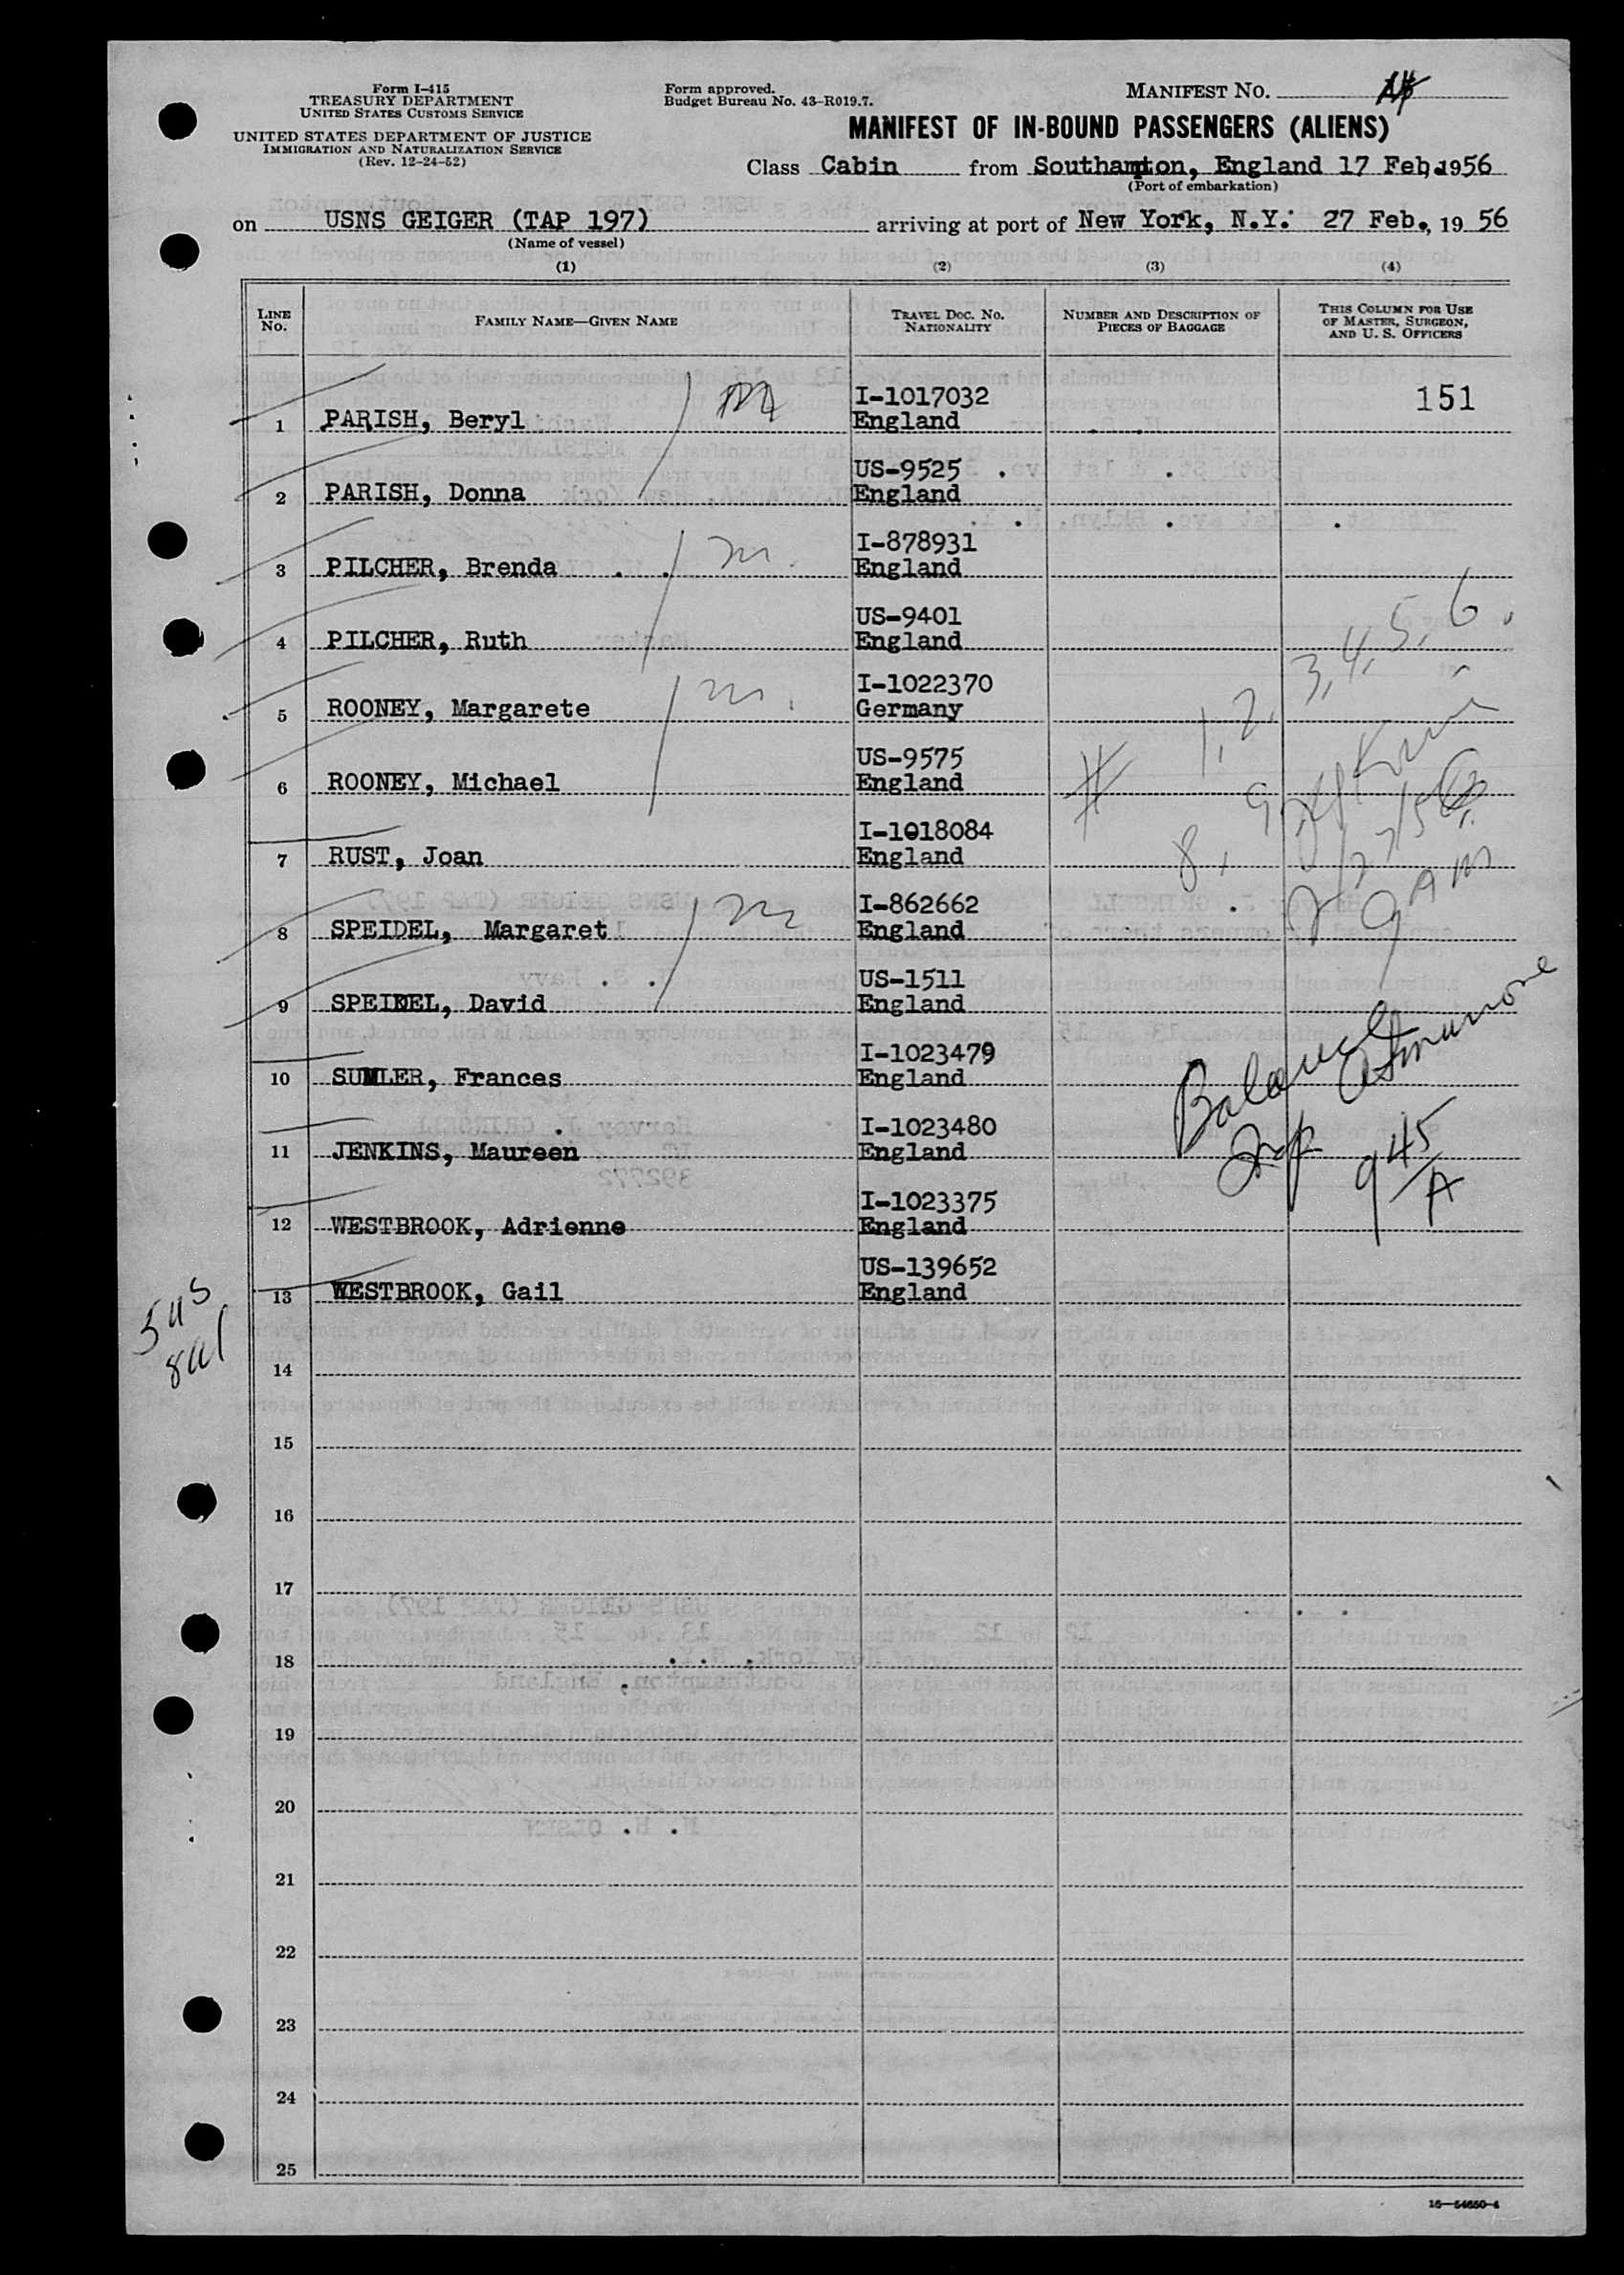 Form I-415
TREASURY DEPARTMENT
UNITED STATES CUSTOMS SERVICE
UNITED STATES DEPARTMENT OF JUSTICE
IMMIGRATION AND NATURALIZATION SERVICE
(Rev. 12-24-52)
Form approved.
Budget Bureau No. 43-R019.7.
MANIFEST NO.
MANIFEST OF IN-BOUND PASSENGERS (ALIENS)
Class Cabin from Southampton, England 17 Feb, 1956
(Port of embarkation)
on USNS GEIGER (TAP 197) arriving at port of New York, N.Y. 27 Feb., 19 56
(Name of vessel)
(1) (2) (3) (4)
LINE NO. FAMILY NAME—GIVEN NAME TRAVEL DOC. NO. NATIONALITY NUMBER AND DESCRIPTION OF PIECES OF BAGGAGE THIS COLUMN FOR USE OF MASTER, SURGEON, AND U. S. OFFICERS
1 PARISH, Beryl m I-1017032 England 151
2 PARISH, Donna US-9525 England
3 PILCHER, Brenda m. I-878931 England
4 PILCHER, Ruth US-9401 England
5 ROONEY, Margarete m. I-1022370 Germany
6 ROONEY, Michael US-9575 England
7 RUST, Joan I-1018084 England
8 SPEIDEL, Margaret m I-862662 England
9 SPEIDEL, David US-1511 England
10 SUMLER, Frances I-1023479 England
11 JENKINS, Maureen I-1023480 England
12 WESTBROOK, Adrienne I-1023375 England
13 WESTBROOK, Gail US-139652 England
# 1, 2, 3, 4, 5, 6.
8, 9,
2/27/56
9 AM
Insp
9 45/A
14
15
16
17
18
19
20
21
22
23
24
25
16—54650-4